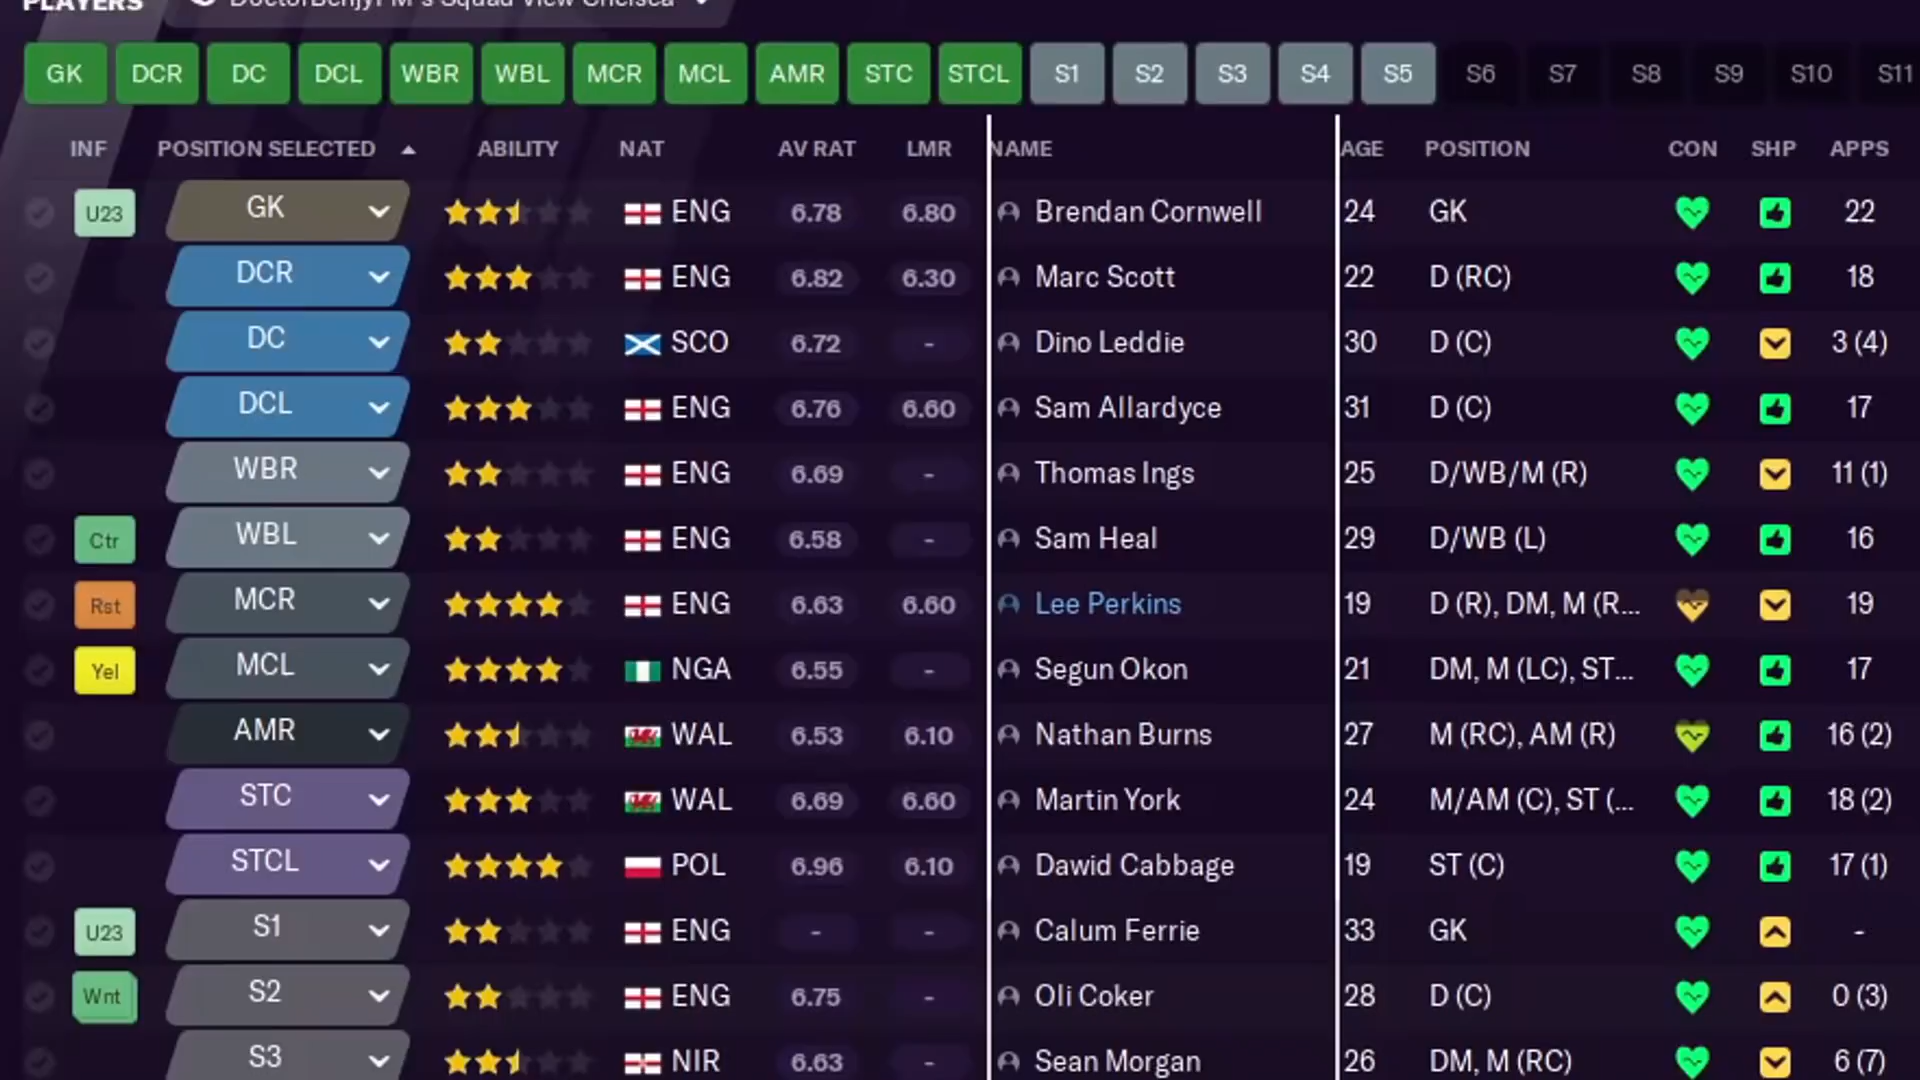 PLAYERS DoctorBenjyFM's Squad View Chelsea
GK DCR DC DCL WBR WBL MCR MCL AMR STC STCL S1 S2 S3 S4 S5 S6 S7 S8 S9 S10 S11
INF POSITION SELECTED ABILITY NAT AV RAT LMR NAME AGE POSITION CON SHP APPS
U23 GK ENG 6.78 6.80 Brendan Cornwell 24 GK 22
DCR ENG 6.82 6.30 Marc Scott 22 D (RC) 18
DC SCO 6.72 - Dino Leddie 30 D (C) 3 (4)
DCL ENG 6.76 6.60 Sam Allardyce 31 D (C) 17
WBR ENG 6.69 - Thomas Ings 25 D/WB/M (R) 11 (1)
Ctr WBL ENG 6.58 - Sam Heal 29 D/WB (L) 16
Rst MCR ENG 6.63 6.60 Lee Perkins 19 D (R), DM, M (R... 19
Yel MCL NGA 6.55 - Segun Okon 21 DM, M (LC), ST... 17
AMR WAL 6.53 6.10 Nathan Burns 27 M (RC), AM (R) 16 (2)
STC WAL 6.69 6.60 Martin York 24 M/AM (C), ST (... 18 (2)
STCL POL 6.96 6.10 Dawid Cabbage 19 ST (C) 17 (1)
U23 S1 ENG - - Calum Ferrie 33 GK -
Wnt S2 ENG 6.75 - Oli Coker 28 D (C) 0 (3)
S3 NIR 6.63 - Sean Morgan 26 DM, M (RC) 6 (7)